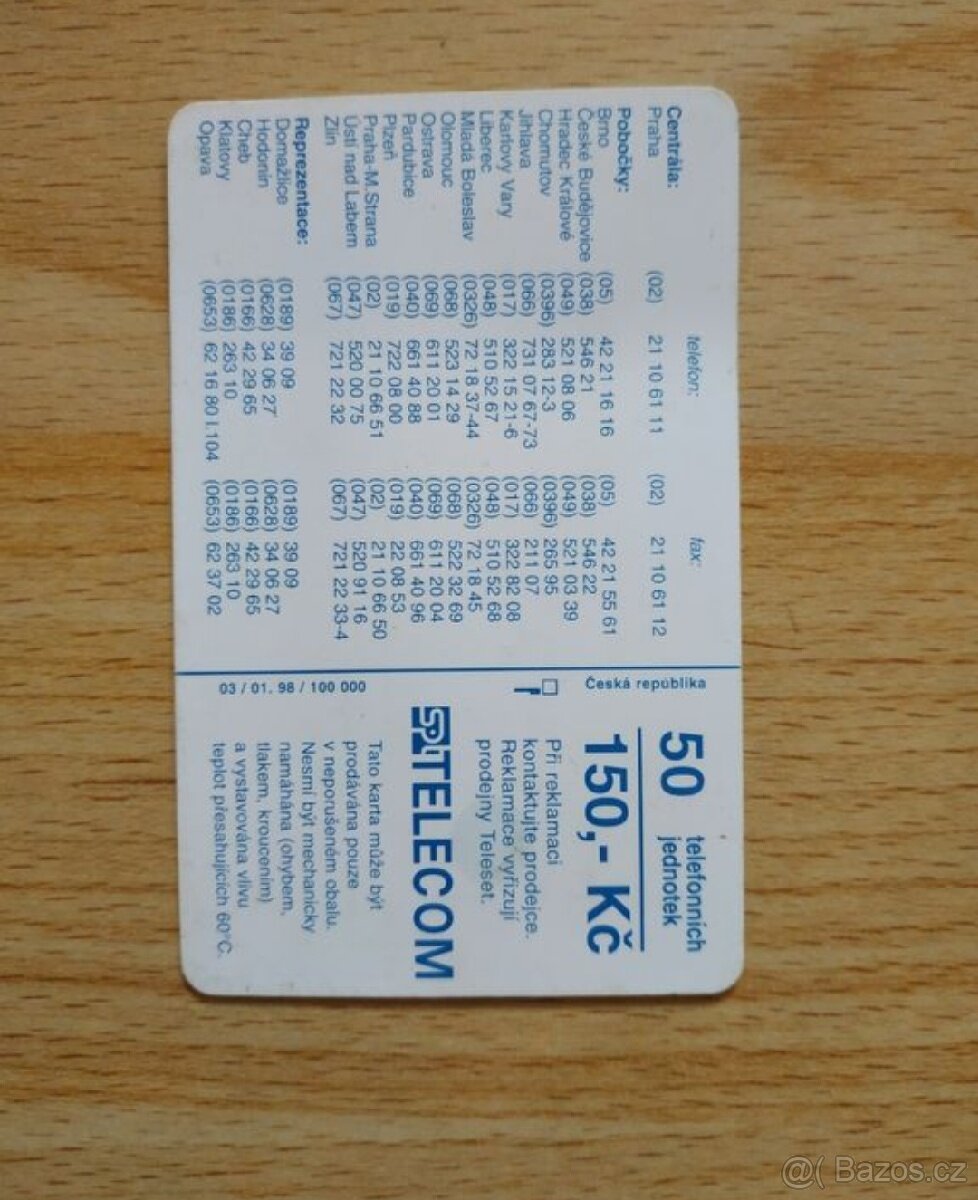 telefon: fax:
Centrála:
Praha (02) 21 10 61 11 (02) 21 10 61 12
Pobočky:
Brno (05) 42 21 16 16 (05) 42 21 55 61
České Budějovice (038) 546 21 (038) 546 22
Hradec Králové (049) 521 08 06 (049) 521 03 39
Chomutov (0396) 283 12-3 (0396) 265 95
Jihlava (066) 731 07 67-73 (066) 211 07
Karlovy Vary (017) 322 15 21-6 (017) 322 82 08
Liberec (048) 510 52 67 (048) 510 52 68
Mladá Boleslav (0326) 72 18 37-44 (0326) 72 18 45
Olomouc (068) 523 14 29 (068) 522 32 69
Ostrava (069) 611 20 01 (069) 611 20 04
Pardubice (040) 661 40 88 (040) 661 40 96
Plzeň (019) 722 08 00 (019) 22 08 53
Praha-M.Strana (02) 21 10 66 51 (02) 21 10 66 50
Ústí nad Labem (047) 520 00 75 (047) 520 91 16
Zlín (067) 721 22 32 (067) 721 22 33-4
Reprezentace:
Domažlice (0189) 39 09 (0189) 39 09
Hodonín (0628) 34 06 27 (0628) 34 06 27
Cheb (0166) 42 29 65 (0166) 42 29 65
Klatovy (0186) 263 10 (0186) 263 10
Opava (0653) 62 16 80 l.104 (0653) 62 37 02
Česká republika
03 / 01. 98 / 100 000
50 telefonních
jednotek
150,- Kč
Při reklamaci
kontaktujte prodejce.
Reklamace vyřizují
prodejny Teleset.
SPT TELECOM
Tato karta může být
prodávána pouze
v neporušeném obalu.
Nesmí být mechanicky
namáhána (ohybem,
tlakem, kroucením)
a vystavována vlivu
teplot přesahujících 60°C.
@( Bazos.cz